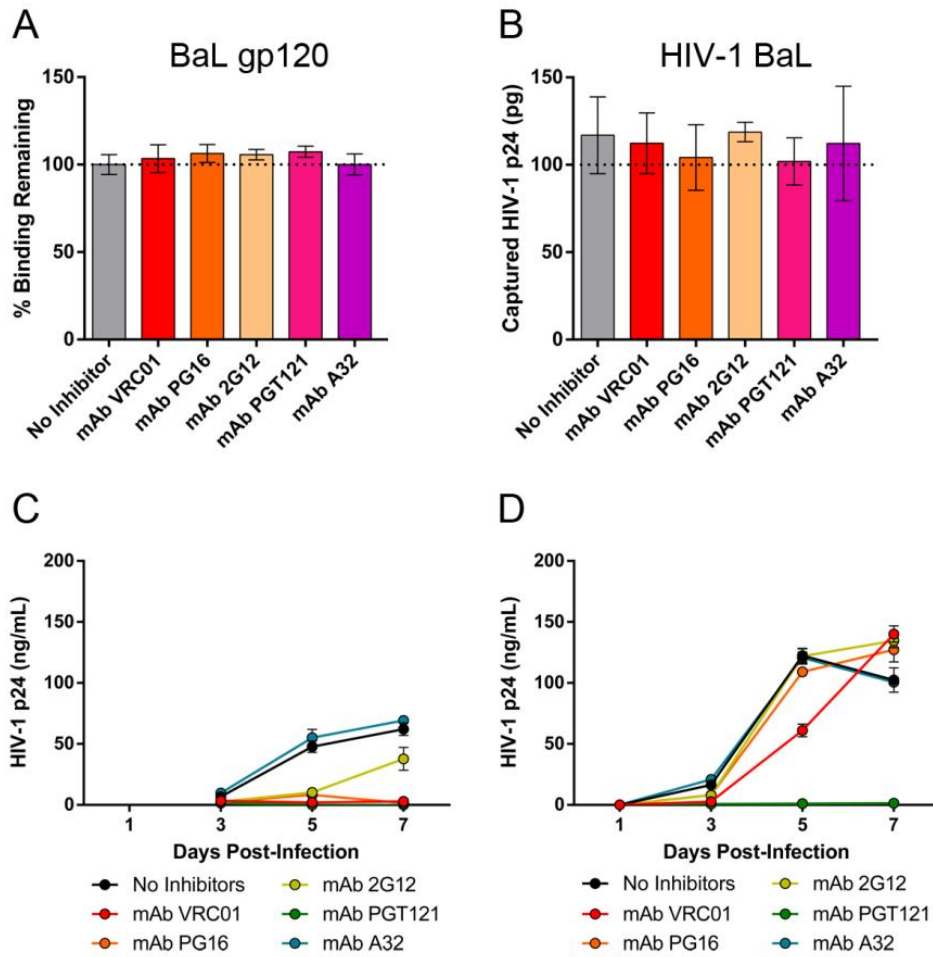 A
BaL gp120
% Binding Remaining
150
100
50
0
No Inhibitor
mAb VRC01
mAb PG16
mAb 2G12
mAb PGT121
mAb A32
B
HIV-1 BaL
Captured HIV-1 p24 (pg)
150
100
50
0
No Inhibitor
mAb VRC01
mAb PG16
mAb 2G12
mAb PGT121
mAb A32
C
HIV-1 p24 (ng/mL)
200
150
100
50
0
1 3 5 7
Days Post-Infection
No Inhibitors mAb 2G12
mAb VRC01 mAb PGT121
mAb PG16 mAb A32
D
HIV-1 p24 (ng/mL)
200
150
100
50
0
1 3 5 7
Days Post-Infection
No Inhibitors mAb 2G12
mAb VRC01 mAb PGT121
mAb PG16 mAb A32